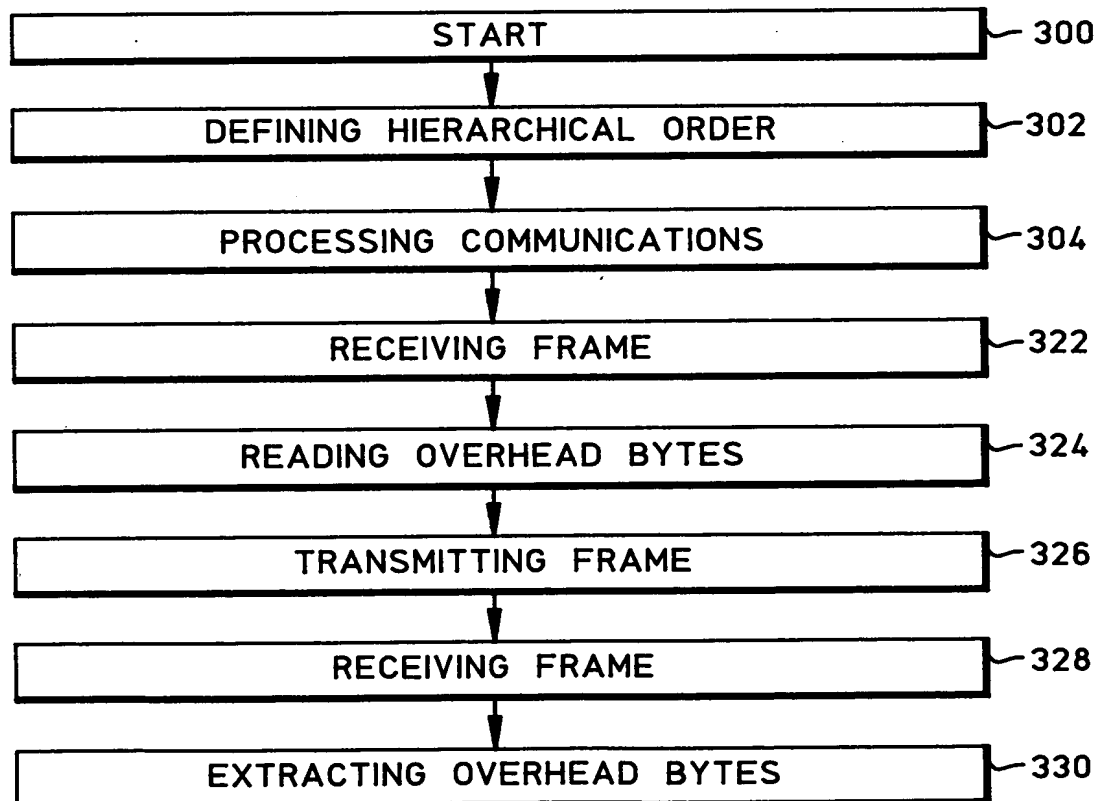 START 300
DEFINING HIERARCHICAL ORDER 302
PROCESSING COMMUNICATIONS 304
RECEIVING FRAME 322
READING OVERHEAD BYTES 324
TRANSMITTING FRAME 326
RECEIVING FRAME 328
EXTRACTING OVERHEAD BYTES 330